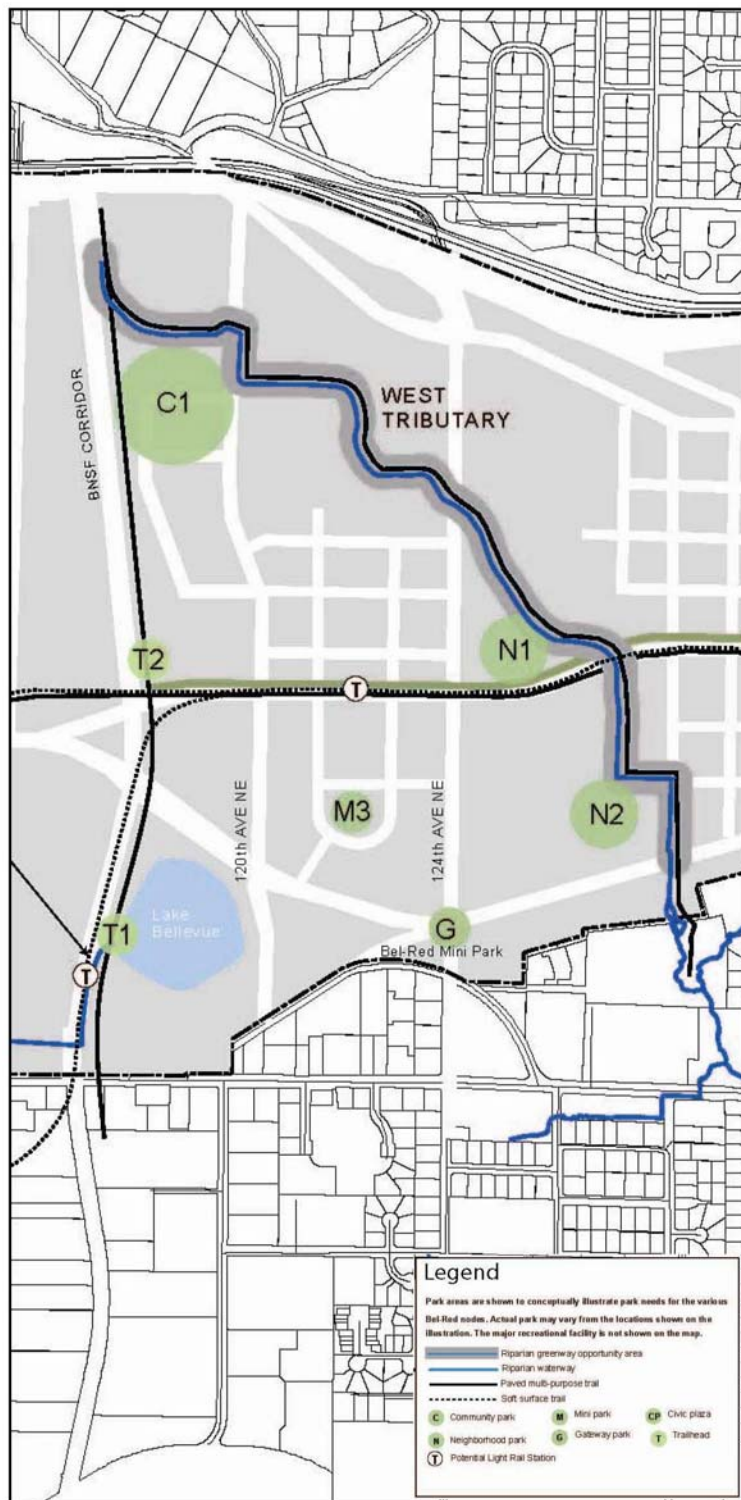 C1
WEST
TRIBUTARY
BNSF CORRIDOR
T2
N1
T
M3
N2
120th AVE NE
124th AVE NE
Lake
Bellevue
T1
G
Bel-Red Mini Park
T
Legend
Park areas are shown to conceptually illustrate park needs for the various
Bel-Red nodes. Actual park may vary from the locations shown on the
illustration. The major recreational facility is not shown on the map.
Riparian greenway opportunity area
Riparian waterway
Paved multi-purpose trail
Soft surface trail
C Community park M Mini park CP Civic plaza
N Neighborhood park G Gateway park T Trailhead
T Potential Light Rail Station